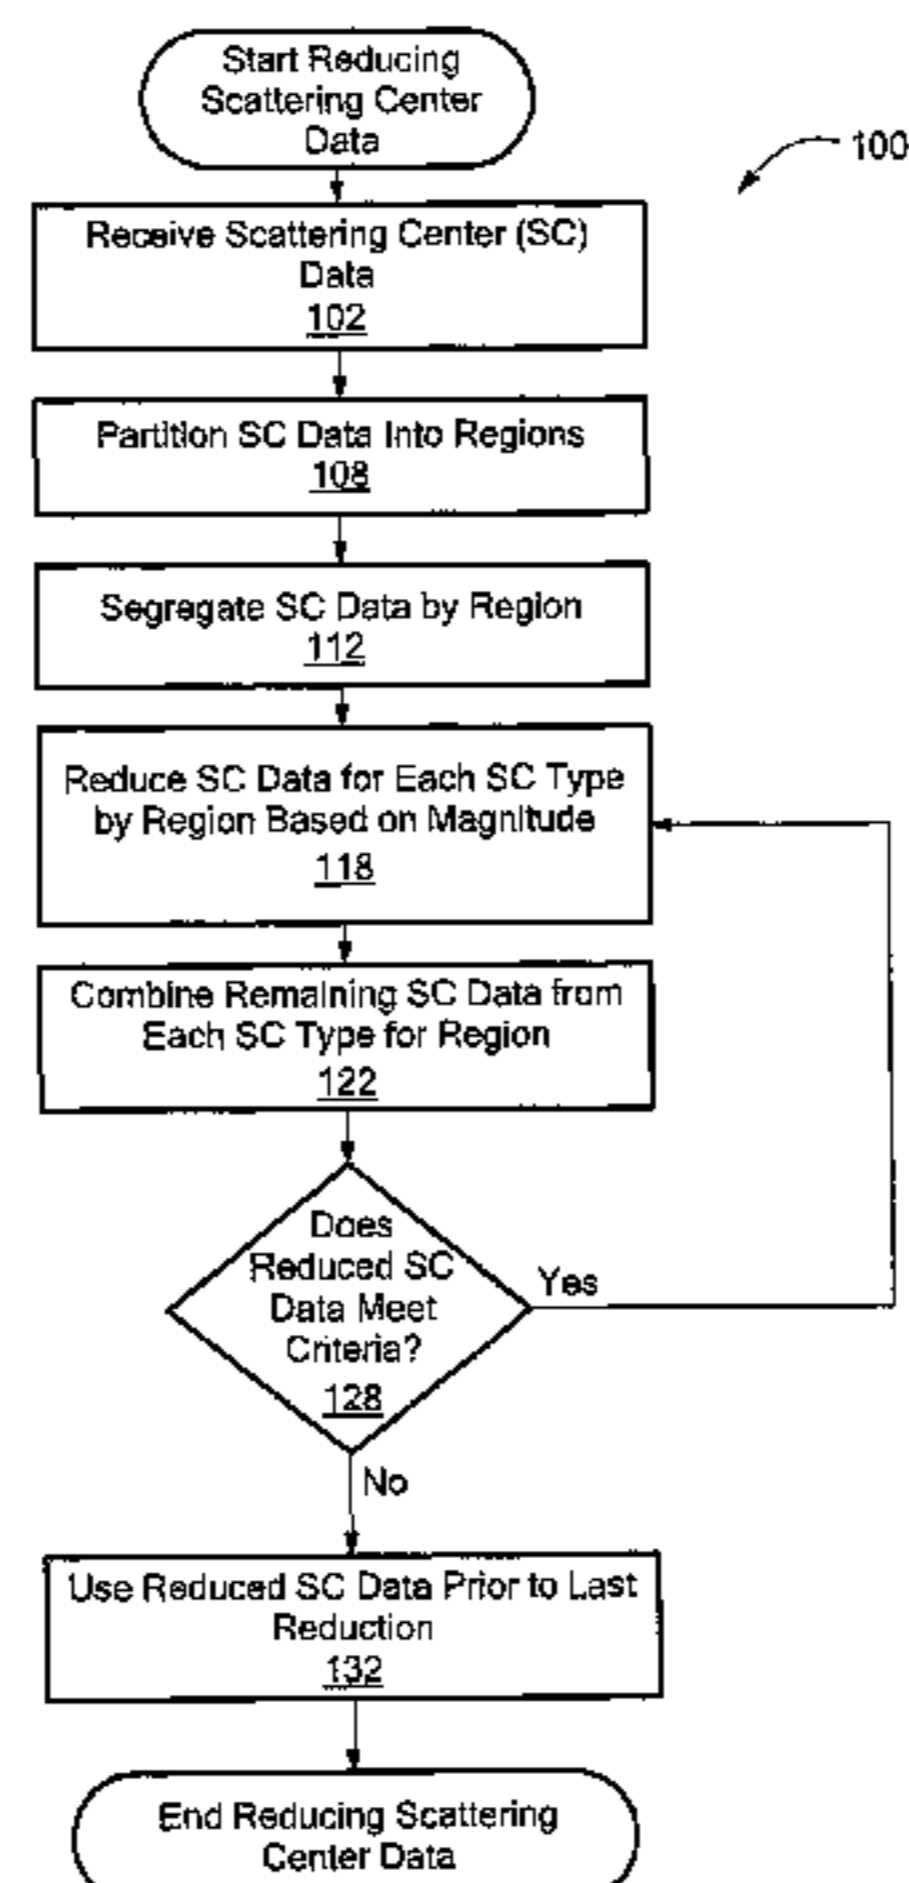 Start Reducing
Scattering Center
Data
100
Receive Scattering Center (SC)
Data
102
Partition SC Data Into Regions
108
Segregate SC Data by Region
112
Reduce SC Data for Each SC Type
by Region Based on Magnitude
118
Combine Remaining SC Data from
Each SC Type for Region
122
Does
Reduced SC
Data Meet
Criteria?
128
Yes
No
Use Reduced SC Data Prior to Last
Reduction
132
End Reducing Scattering
Center Data